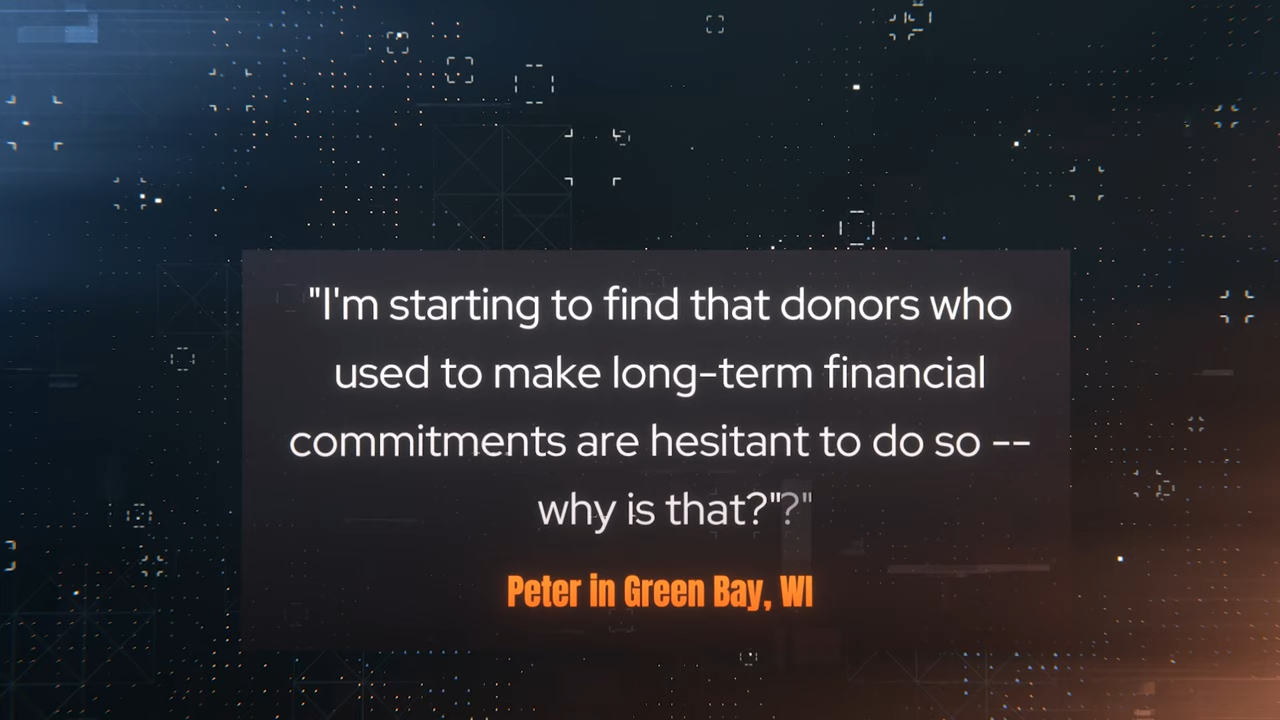 "I'm starting to find that donors who
used to make long-term financial
commitments are hesitant to do so --
why is that?"?"
Peter in Green Bay, WI